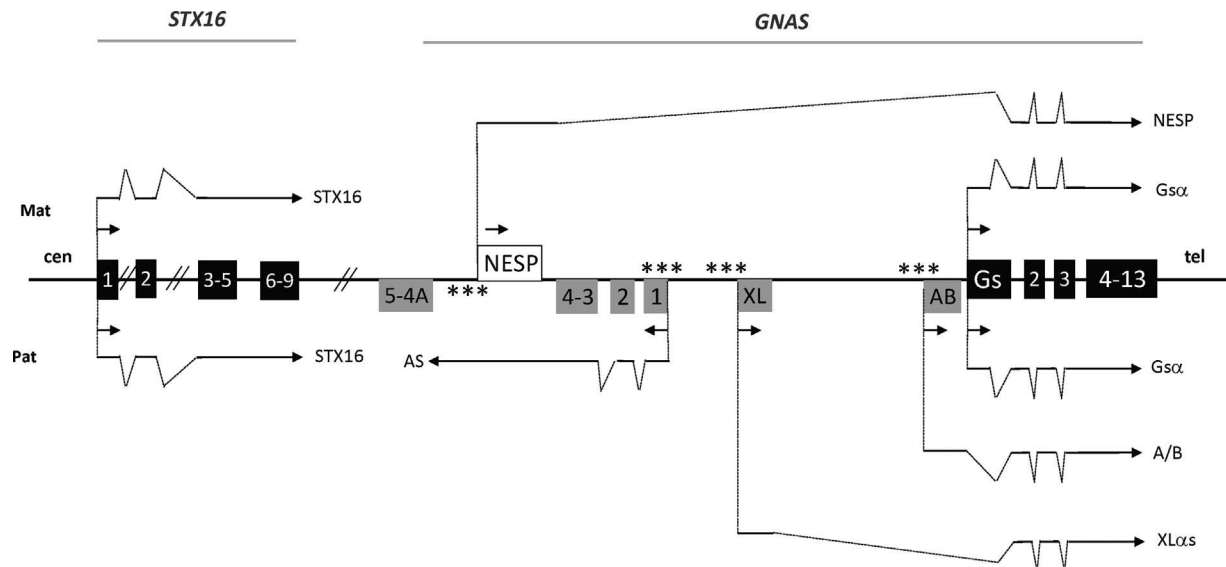 STX16 GNAS
NESP
STX16 Gsα
Mat
cen tel
1 // 2 // 3-5 6-9 // 5-4A *** NESP 4-3 2 *** 1 *** XL *** AB Gs 2 3 4-13
Pat STX16 AS Gsα
A/B
XLαs